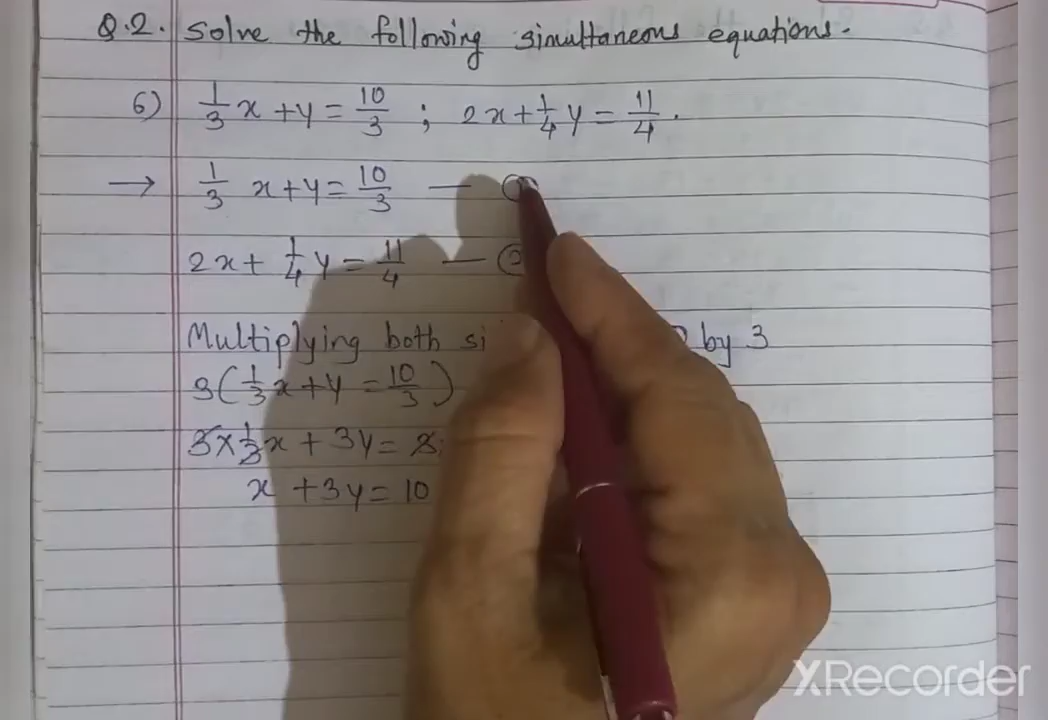 Q.2. Solve the following simultaneous equations.
6) 1/3 x + y = 10/3 ; 2x + 1/4 y = 11/4.
→ 1/3 x + y = 10/3 —
2x + 1/4 y = 11/4 — ②
Multiplying both by 3
3(1/3 x + y = 10/3)
3 × 1/3 x + 3y = 3
x + 3y = 10
XRecorder